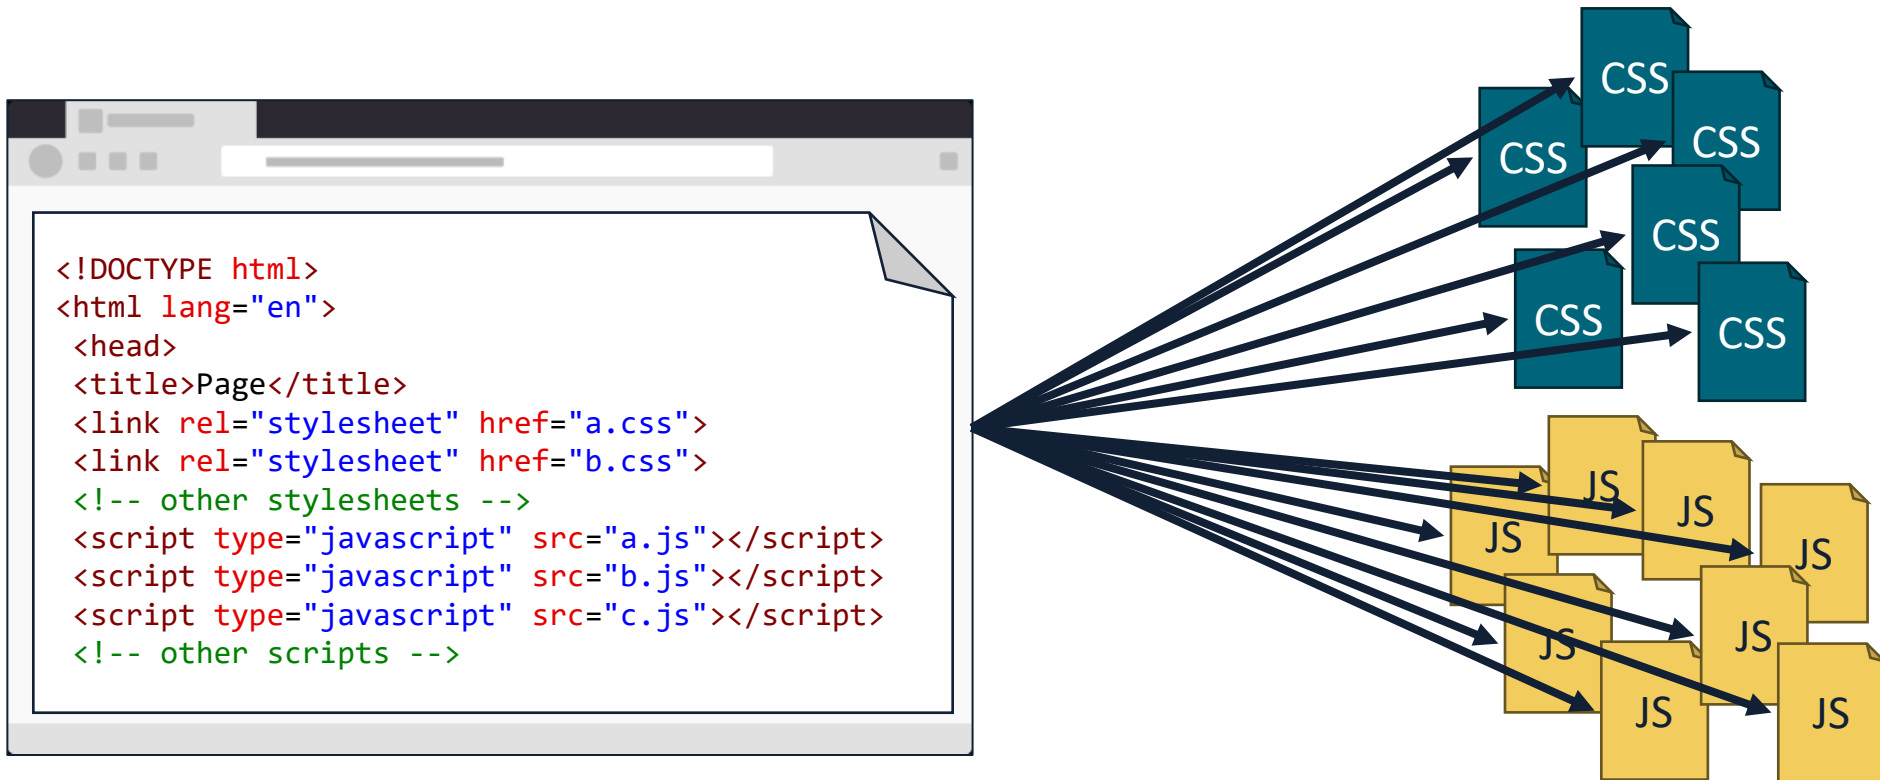 <!DOCTYPE html>
<html lang="en">
<head>
<title>Page</title>
<link rel="stylesheet" href="a.css">
<link rel="stylesheet" href="b.css">
<!-- other stylesheets -->
<script type="javascript" src="a.js"></script>
<script type="javascript" src="b.js"></script>
<script type="javascript" src="c.js"></script>
<!-- other scripts -->
CSS
CSS
CSS
CSS
CSS
CSS
JS
JS
JS
JS
JS
JS
JS
JS